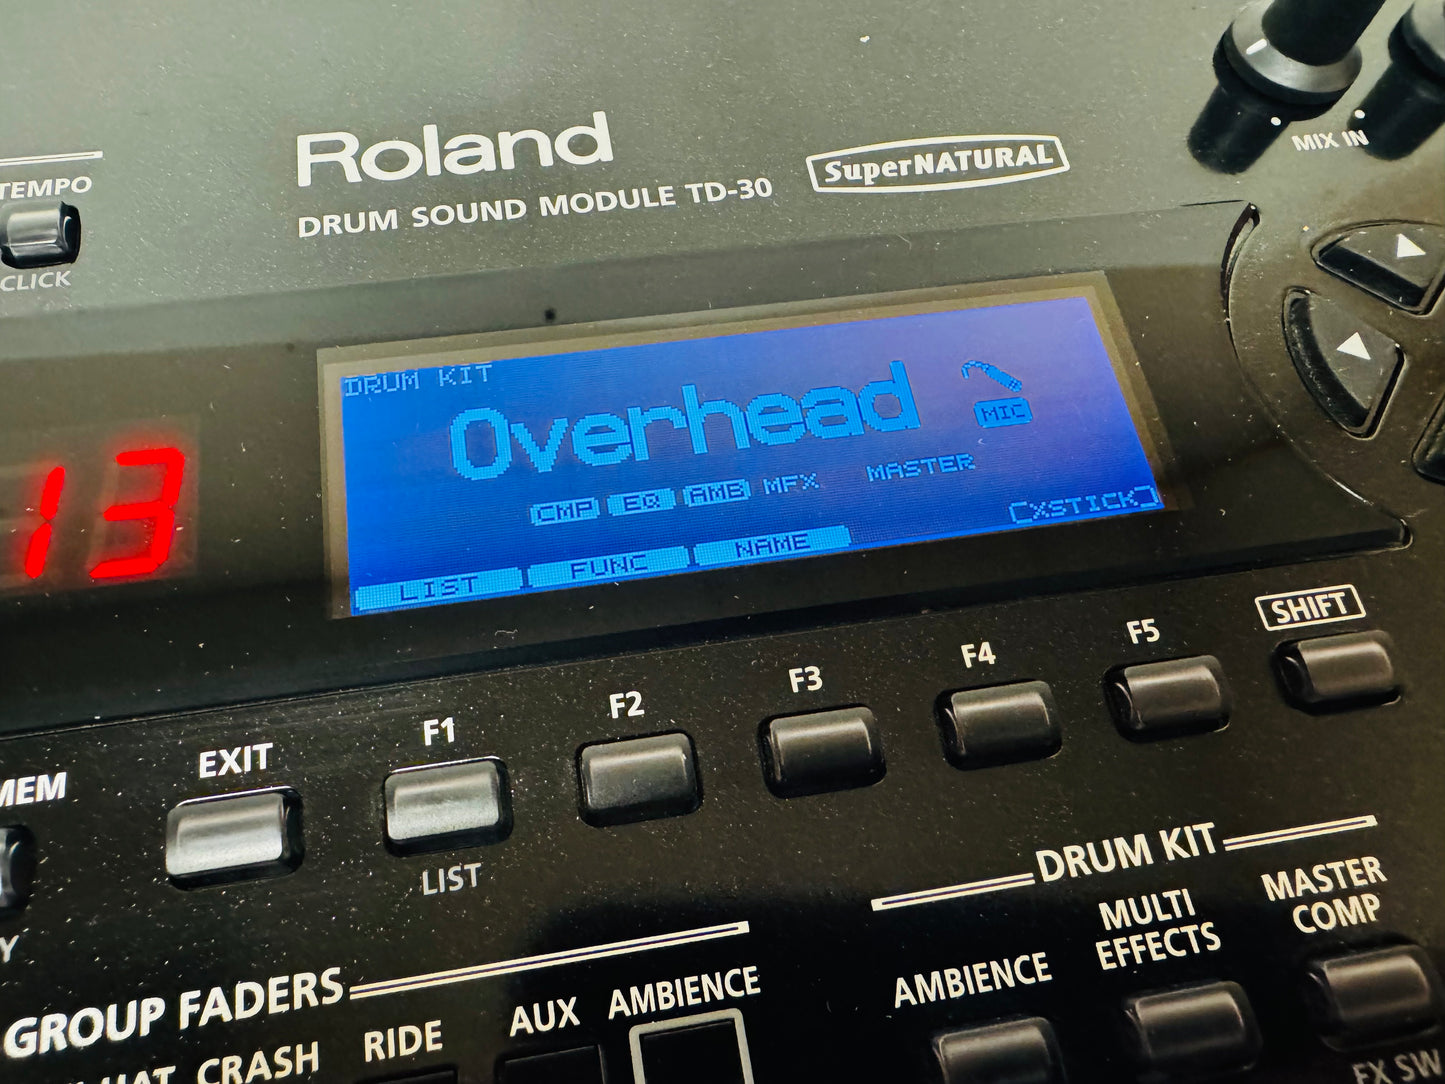 Roland
DRUM SOUND MODULE TD-30
SuperNATURAL
MIX IN
TEMPO
CLICK
DRUM KIT
Overhead
MIC
CMP EQ AMB MFX MASTER
[XSTICK]
LIST FUNC NAME
13
SHIFT
F5
F4
F3
F2
F1
EXIT
LIST
DRUM KIT
MASTER
COMP
MULTI
EFFECTS
AMBIENCE
GROUP FADERS
AMBIENCE
AUX
RIDE
CRASH
FX SW